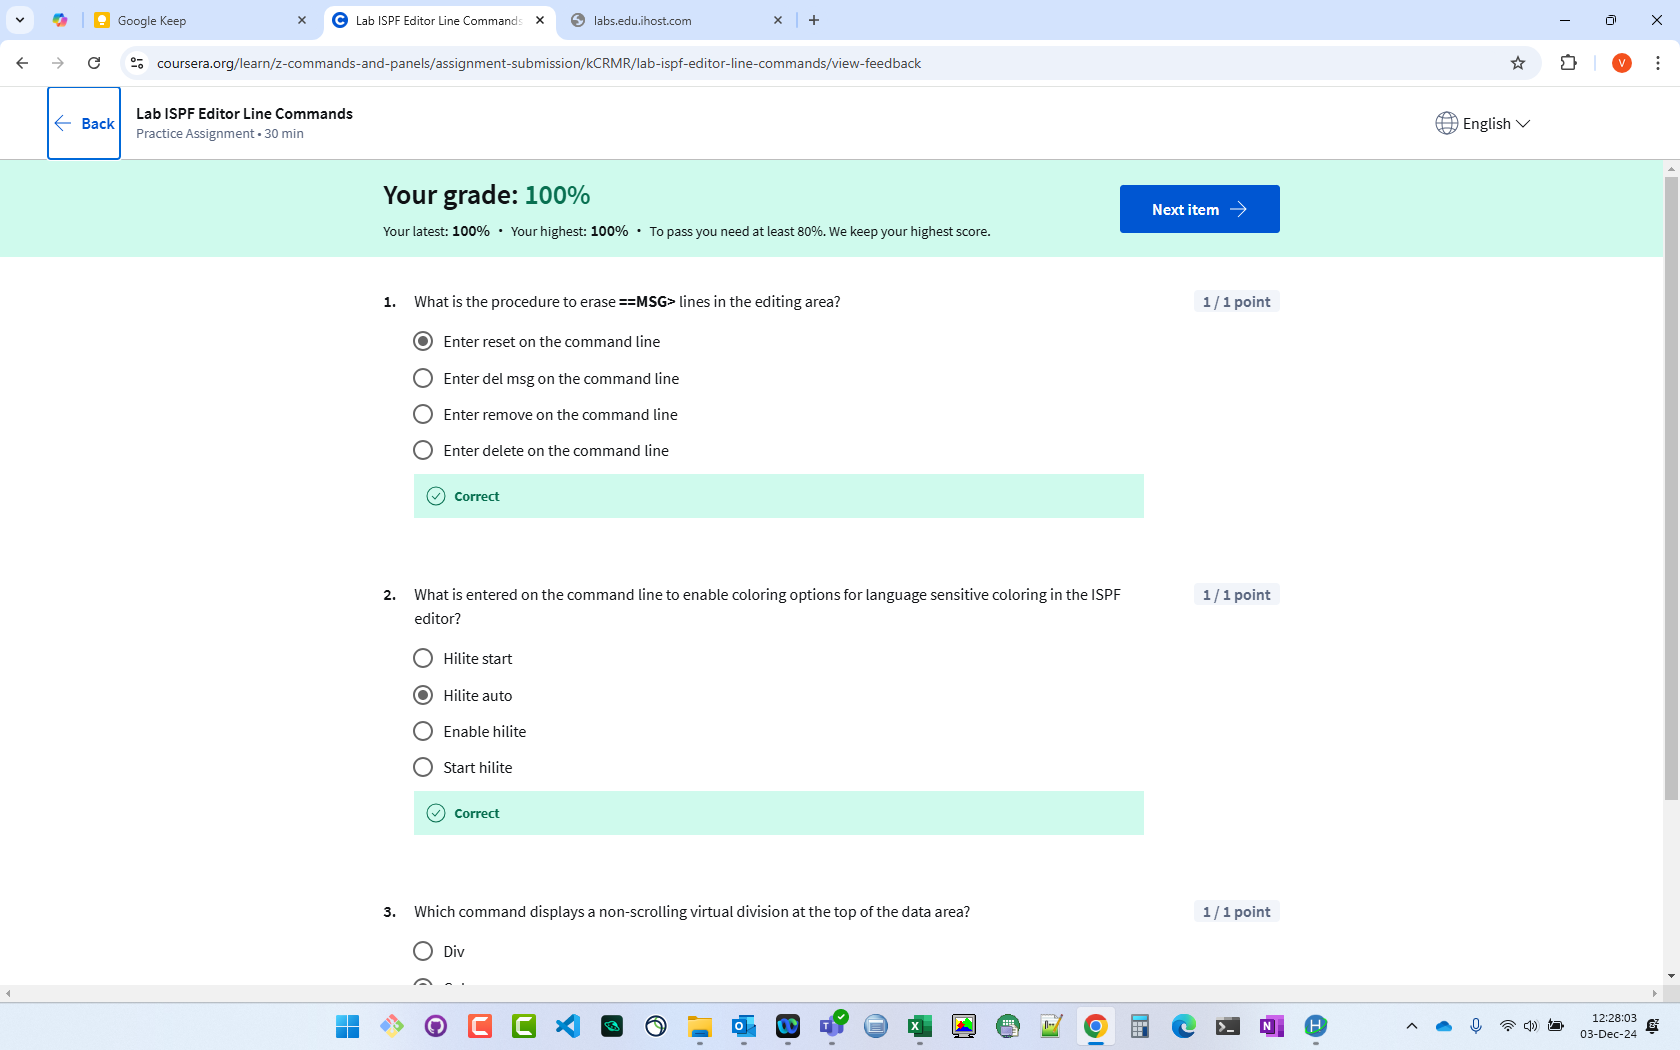 Google Keep
Lab ISPF Editor Line Commands
labs.edu.ihost.com
coursera.org/learn/z-commands-and-panels/assignment-submission/kCRMR/lab-ispf-editor-line-commands/view-feedback
V
Back
Lab ISPF Editor Line Commands
Practice Assignment • 30 min
English
Your grade: 100%
Your latest: 100% • Your highest: 100% • To pass you need at least 80%. We keep your highest score.
Next item
1. What is the procedure to erase ==MSG> lines in the editing area?
1 / 1 point
Enter reset on the command line
Enter del msg on the command line
Enter remove on the command line
Enter delete on the command line
Correct
2. What is entered on the command line to enable coloring options for language sensitive coloring in the ISPF
editor?
1 / 1 point
Hilite start
Hilite auto
Enable hilite
Start hilite
Correct
3. Which command displays a non-scrolling virtual division at the top of the data area?
1 / 1 point
Div
12:28:03
03-Dec-24